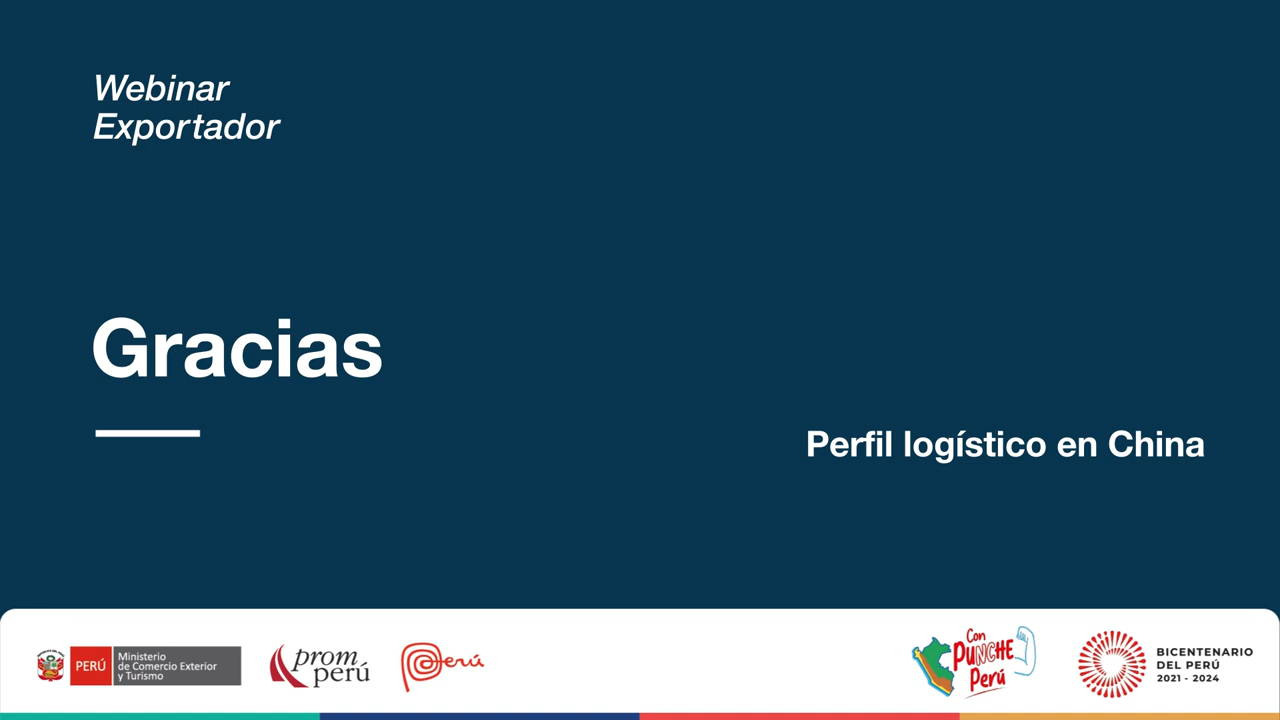 Webinar
Exportador
Gracias
Perfil logístico en China
PERÚ
Ministerio
de Comercio Exterior
y Turismo
prom
perú
Perú
Con
PUNCHE
Perú
BICENTENARIO
DEL PERÚ
2021 - 2024